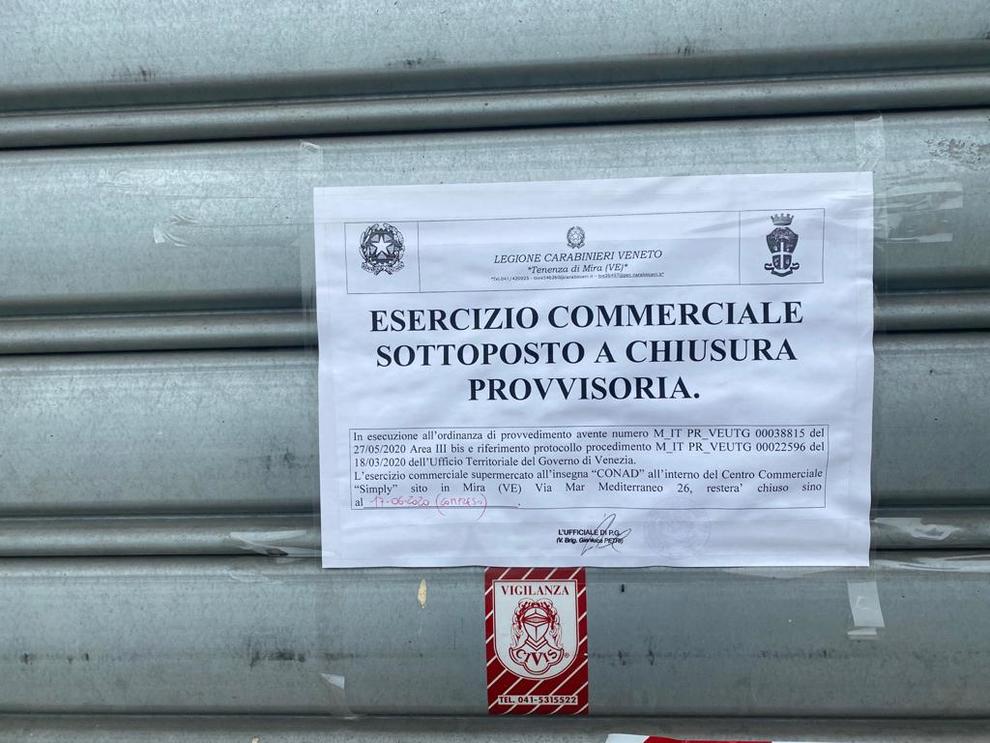 LEGIONE CARABINIERI VENETO
"Tenenza di Mira (VE)"
ESERCIZIO COMMERCIALE
SOTTOPOSTO A CHIUSURA
PROVVISORIA.
In esecuzione all'ordinanza di provvedimento avente numero M_IT PR_VEUTG 00038815 del
27/05/2020 Area III bis e riferimento protocollo procedimento M_IT PR_VEUTG 00022596 del
18/03/2020 dell'Ufficio Territoriale del Governo di Venezia.
L'esercizio commerciale supermercato all'insegna "CONAD" all'interno del Centro Commerciale
"Simply" sito in Mira (VE) Via Mar Mediterraneo 26, restera' chiuso sino
al 17-06-2020 (COMPRESO).
L'UFFICIALE DI P.G.
(V. Brig. Gianluca PETRI)
VIGILANZA
CIVIS®
TEL. 041-5315522